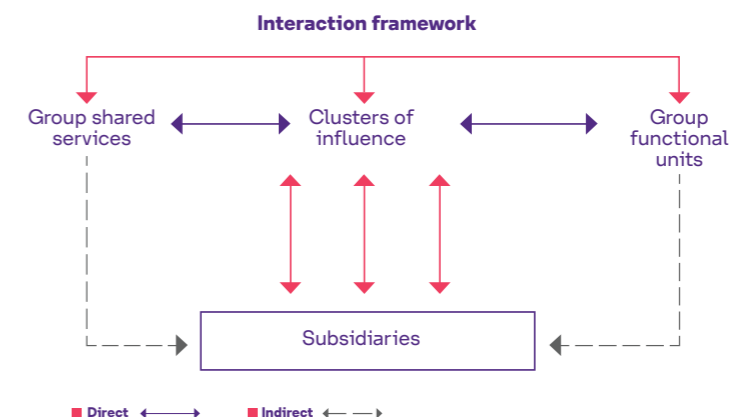 Interaction framework
Group shared
services
Clusters of
influence
Group
functional
units
Subsidiaries
Direct
Indirect